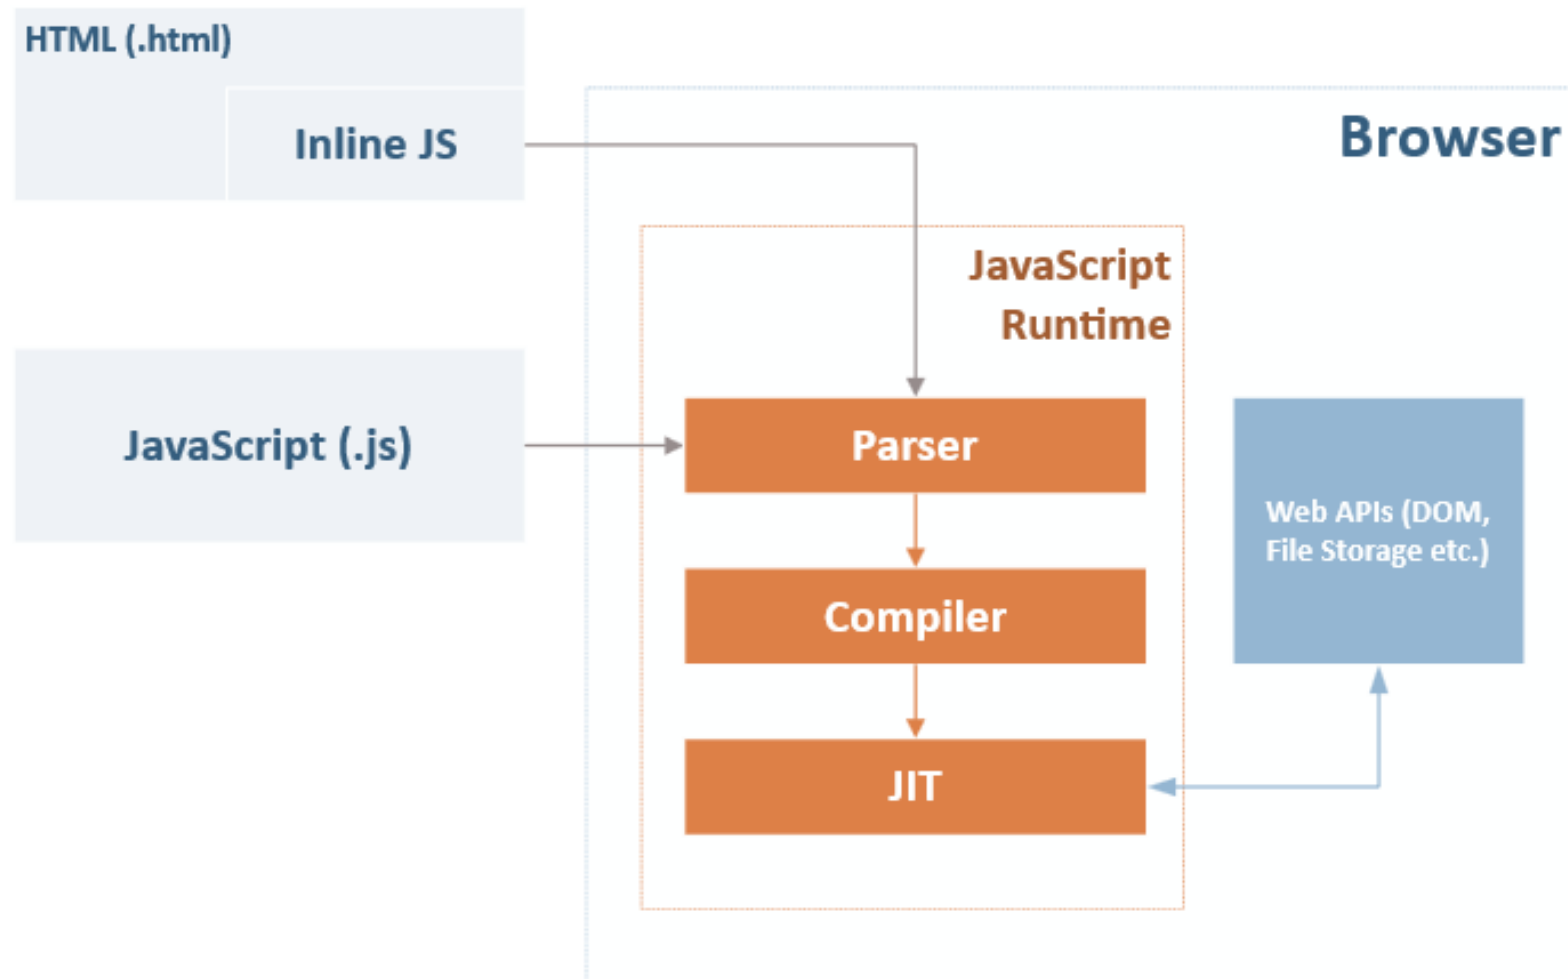 HTML (.html)
Inline JS
Browser
JavaScript
Runtime
JavaScript (.js)
Parser
Web APIs (DOM,
File Storage etc.)
Compiler
JIT